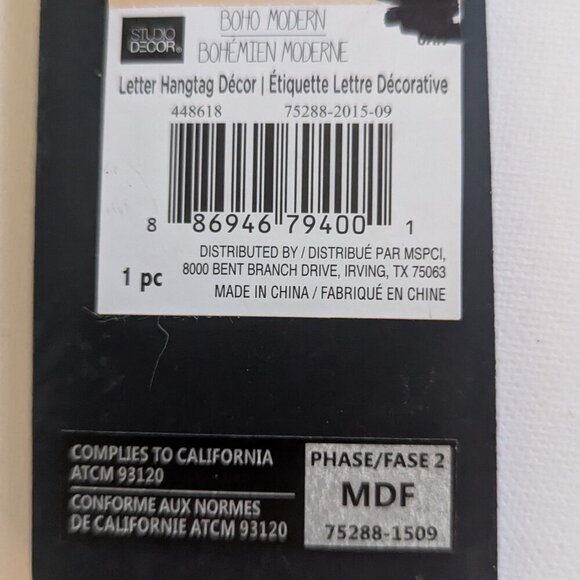 STUDIO
DECOR®
BOHO MODERN
BOHÉMIEN MODERNE
Letter Hangtag Décor | Étiquette Lettre Décorative
448618 75288-2015-09
8 86946 79400 1
DISTRIBUTED BY / DISTRIBUÉ PAR MSPCI,
8000 BENT BRANCH DRIVE, IRVING, TX 75063
1 pc
MADE IN CHINA / FABRIQUÉ EN CHINE
COMPLIES TO CALIFORNIA
ATCM 93120
CONFORME AUX NORMES
DE CALIFORNIE ATCM 93120
PHASE/FASE 2
MDF
75288-1509